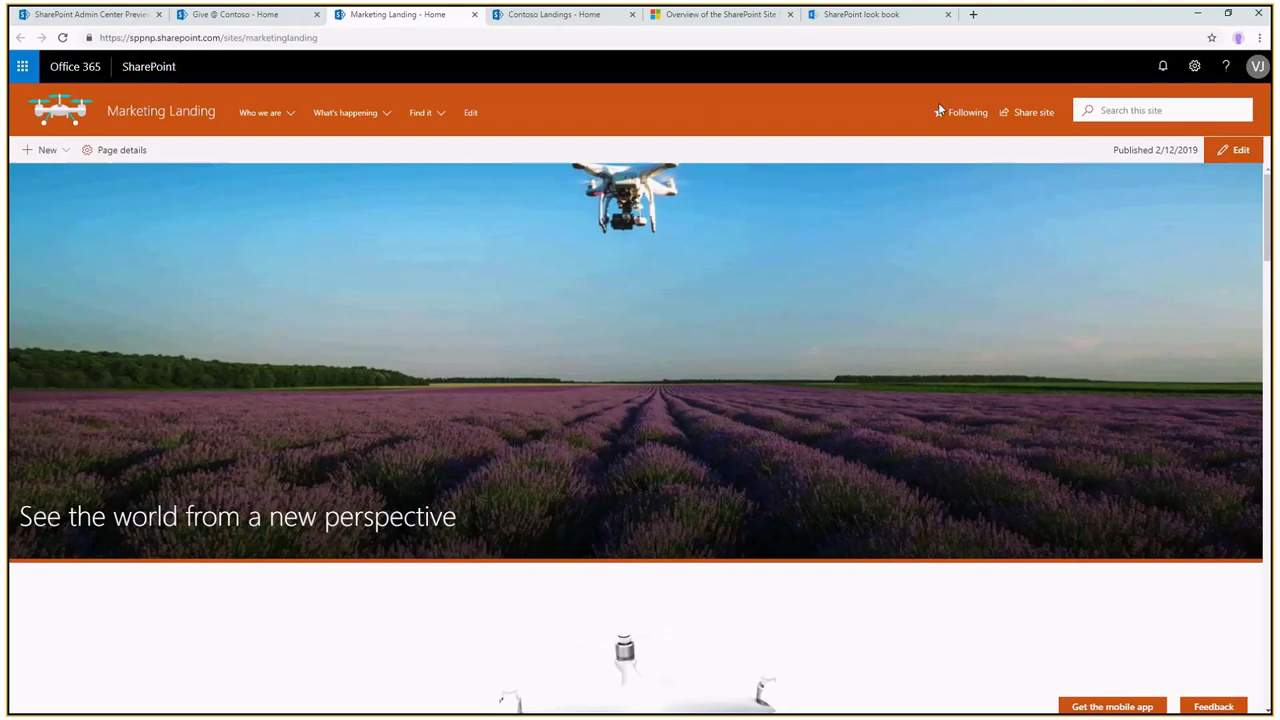 SharePoint Admin Center Preview
Give @ Contoso - Home
Marketing Landing - Home
Contoso Landings - Home
Overview of the SharePoint Site
SharePoint look book
https://sppnp.sharepoint.com/sites/marketinglanding
Office 365
SharePoint
VJ
Marketing Landing
Who we are
What's happening
Find it
Edit
Following
Share site
Search this site
New
Page details
Published 2/12/2019
Edit
See the world from a new perspective
Get the mobile app
Feedback